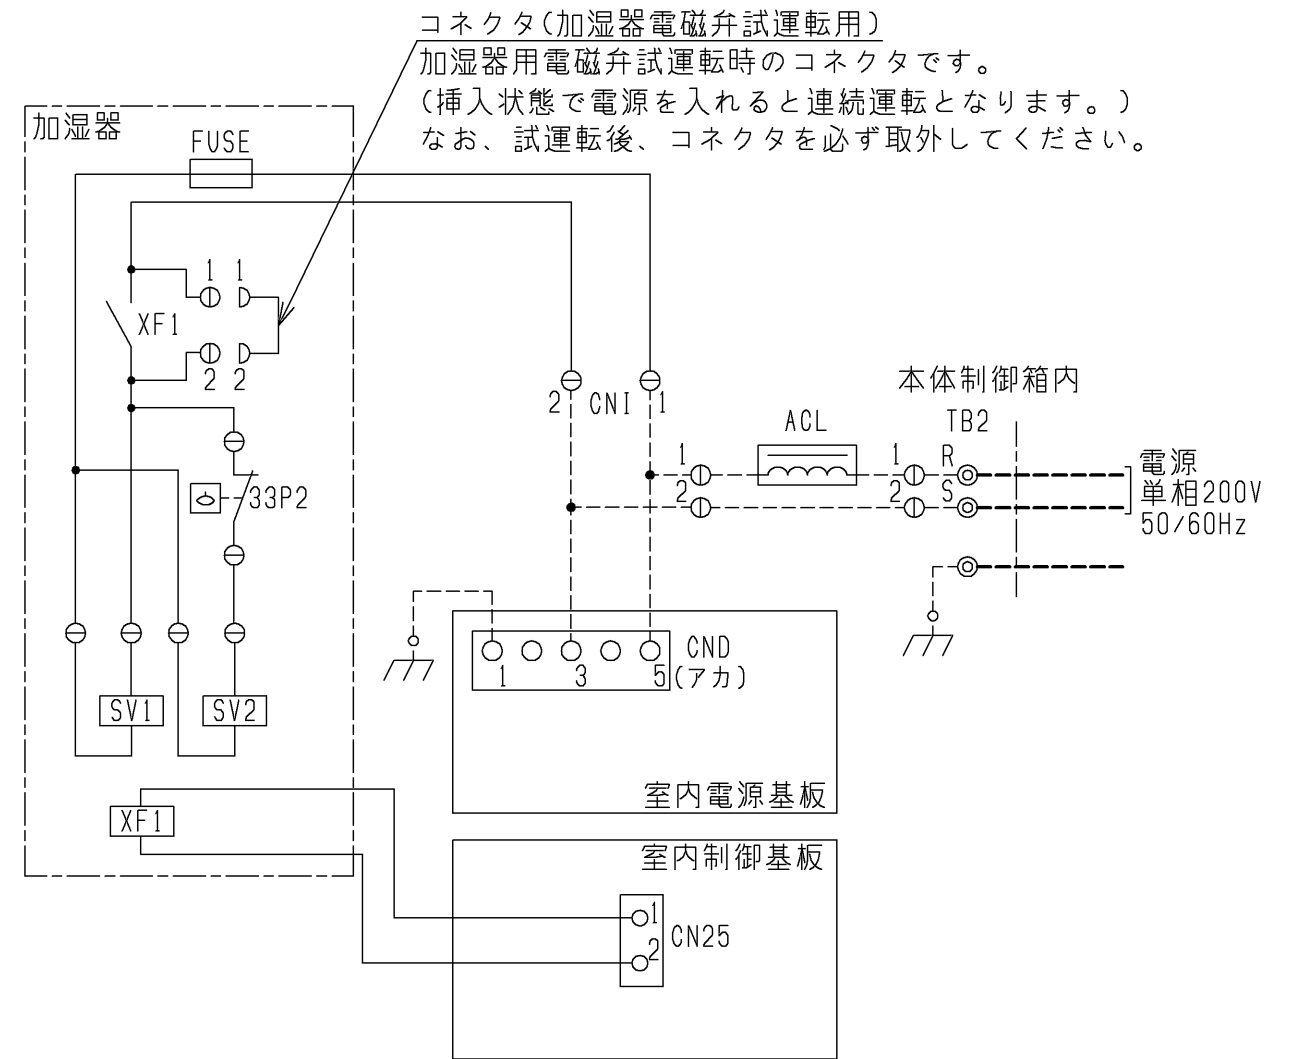 コネクタ(加湿器電磁弁試運転用)
加湿器用電磁弁試運転時のコネクタです。
(挿入状態で電源を入れると連続運転となります。)
なお、試運転後、コネクタを必ず取外してください。
加湿器
FUSE
1 1
XF1
2 2
2 CNI 1
本体制御箱内
ACL
TB2
1 1 R
2 2 S
電源
単相200V
50/60Hz
33P2
CND
(アカ)
1 3 5
SV1 SV2
室内電源基板
XF1
室内制御基板
1
CN25
2